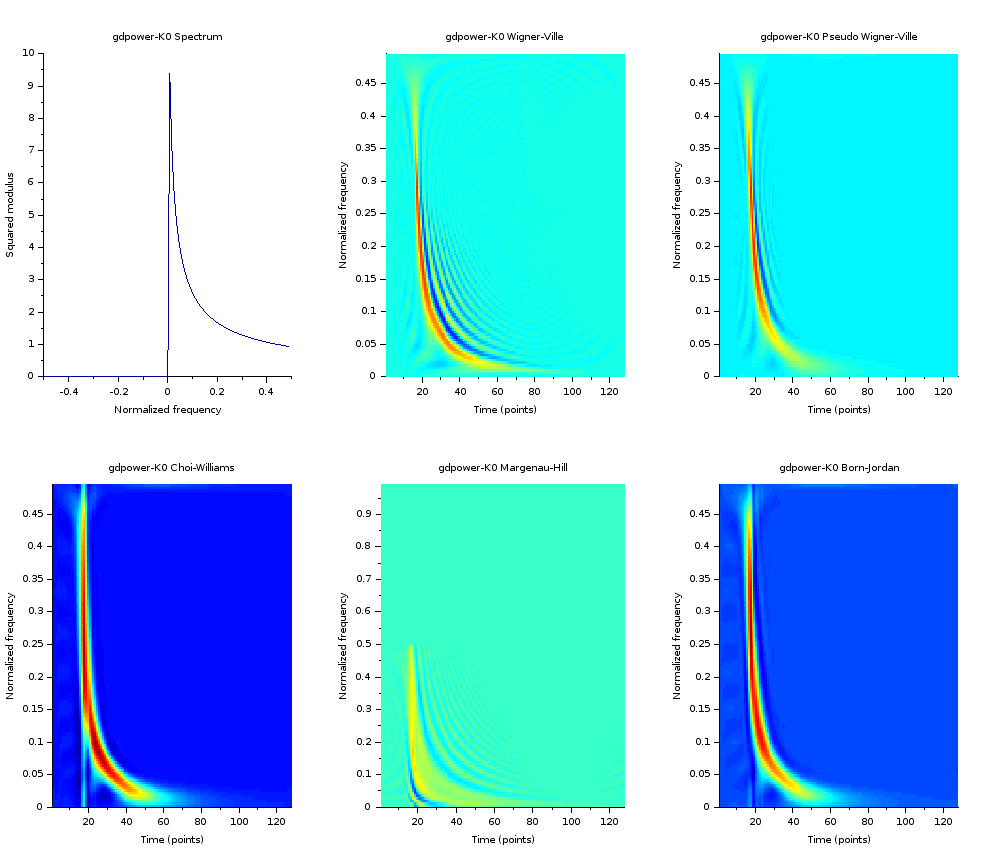 gdpower-K0 Spectrum
10
9
8
7
6
5
4
3
2
1
0
Squared modulus
-0.4 -0.2 0 0.2 0.4
Normalized frequency
gdpower-K0 Wigner-Ville
0.45
0.4
0.35
0.3
0.25
0.2
0.15
0.1
0.05
0
Normalized frequency
20 40 60 80 100 120
Time (points)
gdpower-K0 Pseudo Wigner-Ville
0.45
0.4
0.35
0.3
0.25
0.2
0.15
0.1
0.05
0
Normalized frequency
20 40 60 80 100 120
Time (points)
gdpower-K0 Choi-Williams
0.45
0.4
0.35
0.3
0.25
0.2
0.15
0.1
0.05
0
Normalized frequency
20 40 60 80 100 120
Time (points)
gdpower-K0 Margenau-Hill
0.9
0.8
0.7
0.6
0.5
0.4
0.3
0.2
0.1
0
Normalized frequency
20 40 60 80 100 120
Time (points)
gdpower-K0 Born-Jordan
0.45
0.4
0.35
0.3
0.25
0.2
0.15
0.1
0.05
0
Normalized frequency
20 40 60 80 100 120
Time (points)